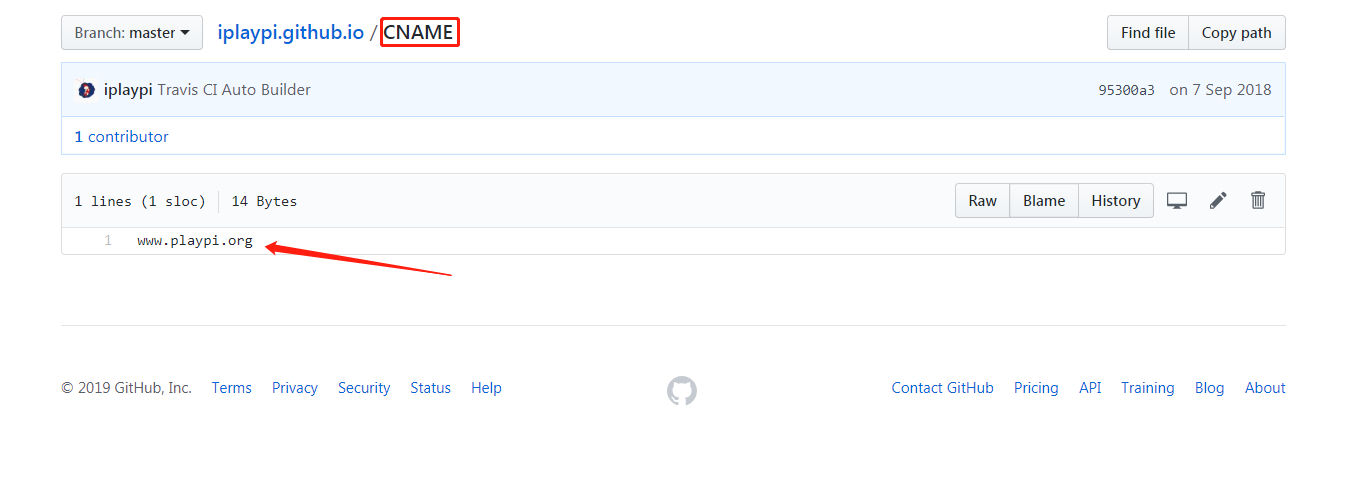 Branch: master iplaypi.github.io / CNAME Find file Copy path
iplaypi Travis CI Auto Builder 95300a3 on 7 Sep 2018
1 contributor
1 lines (1 sloc) 14 Bytes Raw Blame History
1 www.playpi.org
© 2019 GitHub, Inc. Terms Privacy Security Status Help Contact GitHub Pricing API Training Blog About